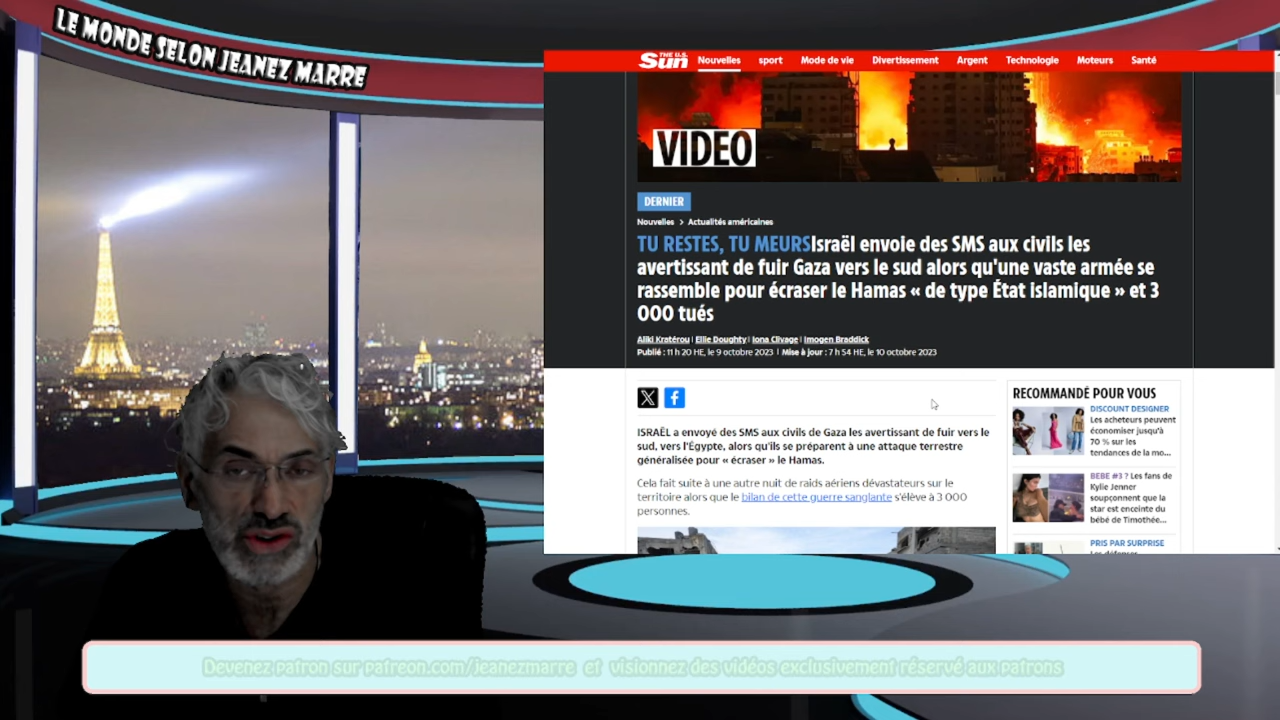 LE MONDE SELON JEANEZ MARRE
THE U.S. Sun Nouvelles sport Mode de vie Divertissement Argent Technologie Moteurs Santé
VIDEO
DERNIER
Nouvelles > Actualités américaines
TU RESTES, TU MEURSIsraël envoie des SMS aux civils les
avertissant de fuir Gaza vers le sud alors qu'une vaste armée se
rassemble pour écraser le Hamas « de type État islamique » et 3
000 tués
Aliki Kratérou | Ellie Doughty | Iona Clivage | Imogen Braddick
Publié : 11 h 20 HE, le 9 octobre 2023 | Mise à jour : 7 h 54 HE, le 10 octobre 2023
ISRAËL a envoyé des SMS aux civils de Gaza les avertissant de fuir vers le
sud, vers l'Égypte, alors qu'ils se préparent à une attaque terrestre
généralisée pour « écraser » le Hamas.
Cela fait suite à une autre nuit de raids aériens dévastateurs sur le
territoire alors que le bilan de cette guerre sanglante s'élève à 3 000
personnes.
RECOMMANDÉ POUR VOUS
DISCOUNT DESIGNER
Les acheteurs peuvent
économiser jusqu'à
70 % sur les
tendances de la mo...
BEBE #3 ? Les fans de
Kylie Jenner
soupçonnent que la
star est enceinte du
bébé de Timothée...
PRIS PAR SURPRISE
Devenez patron sur patreon.com/jeanezmarre et visionnez des vidéos exclusivement réservé aux patrons